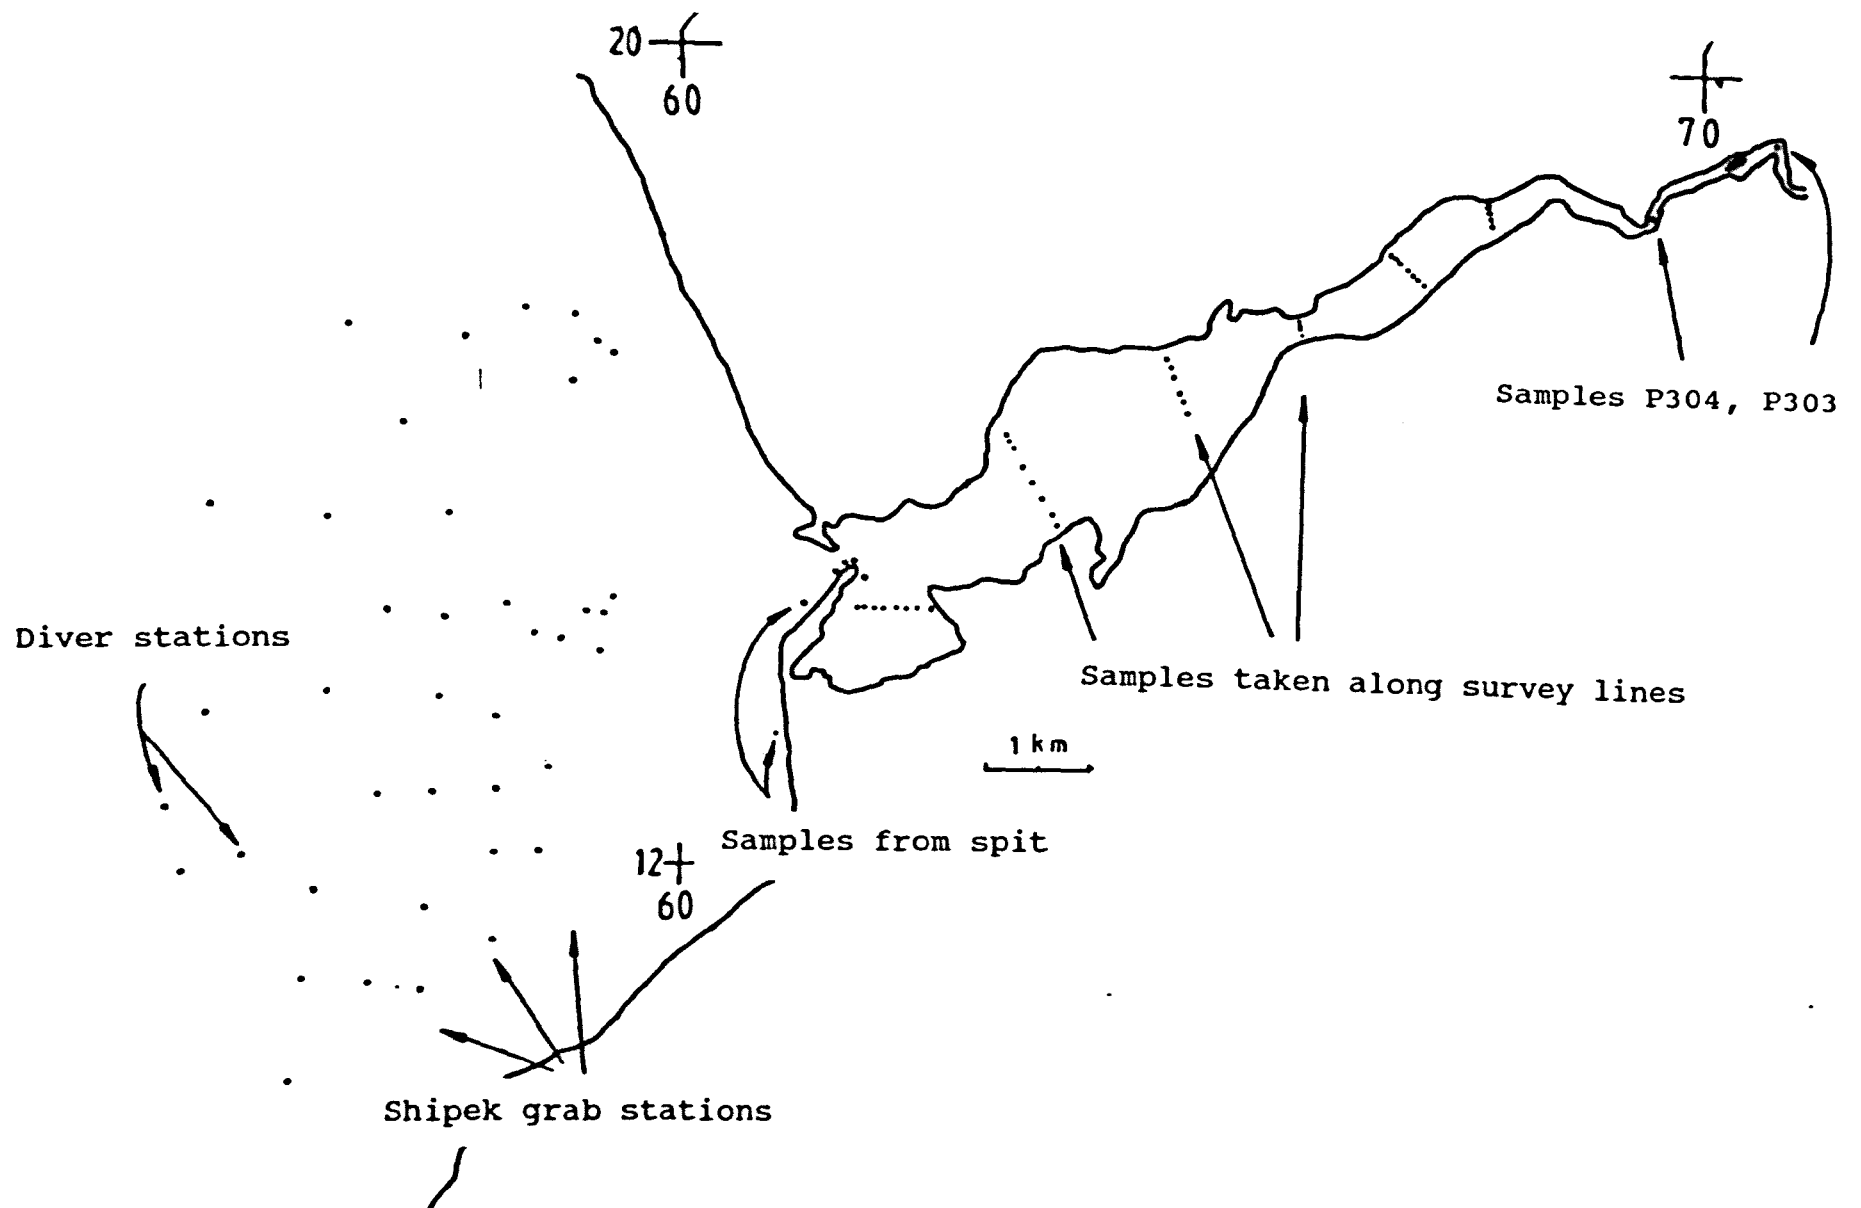 20
60
70
Samples P304, P303
Diver stations
Samples taken along survey lines
1 km
Samples from spit
12
60
Shipek grab stations